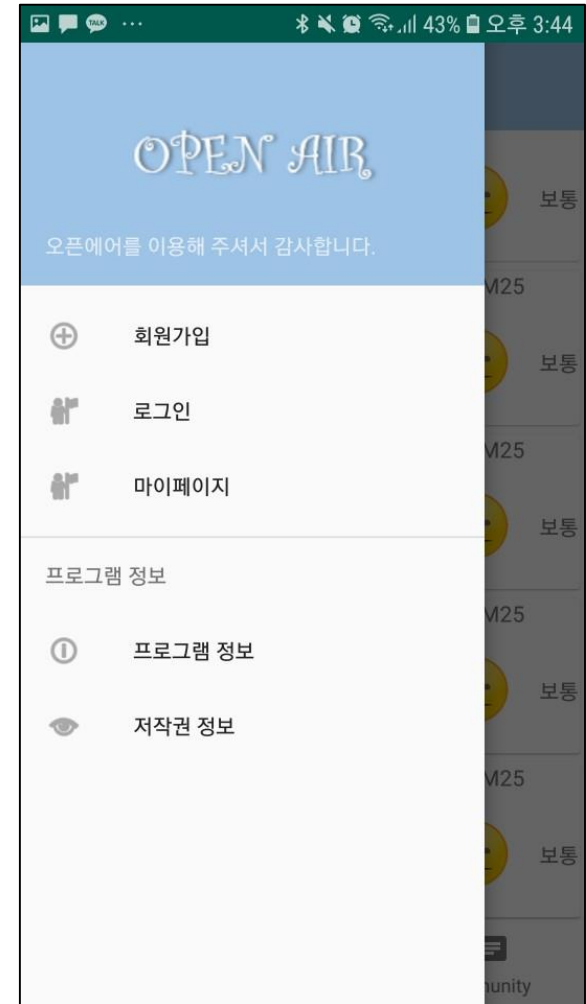 TALK ... 43% 오후 3:44
OPEN AIR
오픈에어를 이용해 주셔서 감사합니다.
보통
M25
회원가입
보통
로그인
M25
마이페이지
보통
프로그램 정보
M25
프로그램 정보
보통
저작권 정보
M25
보통
munity